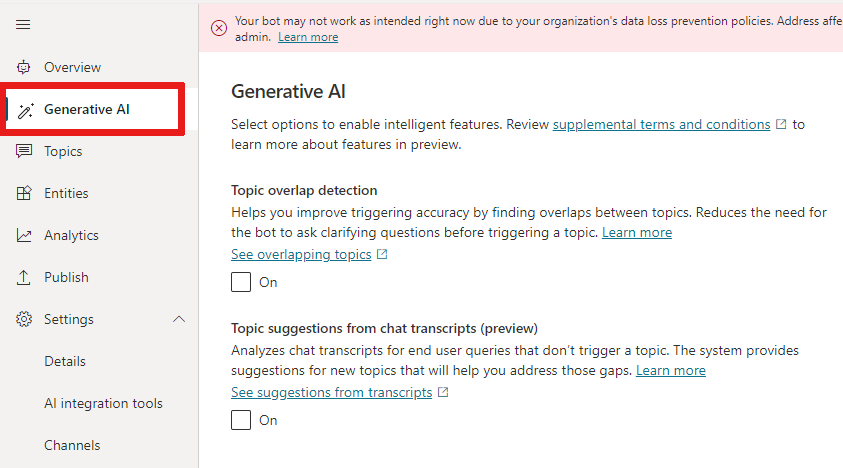 Your bot may not work as intended right now due to your organization's data loss prevention policies. Address affe
admin. Learn more
Overview
Generative AI
Topics
Entities
Analytics
Publish
Settings
Details
AI integration tools
Channels
Generative AI
Select options to enable intelligent features. Review supplemental terms and conditions to
learn more about features in preview.
Topic overlap detection
Helps you improve triggering accuracy by finding overlaps between topics. Reduces the need for
the bot to ask clarifying questions before triggering a topic. Learn more
See overlapping topics
On
Topic suggestions from chat transcripts (preview)
Analyzes chat transcripts for end user queries that don't trigger a topic. The system provides
suggestions for new topics that will help you address those gaps. Learn more
See suggestions from transcripts
On